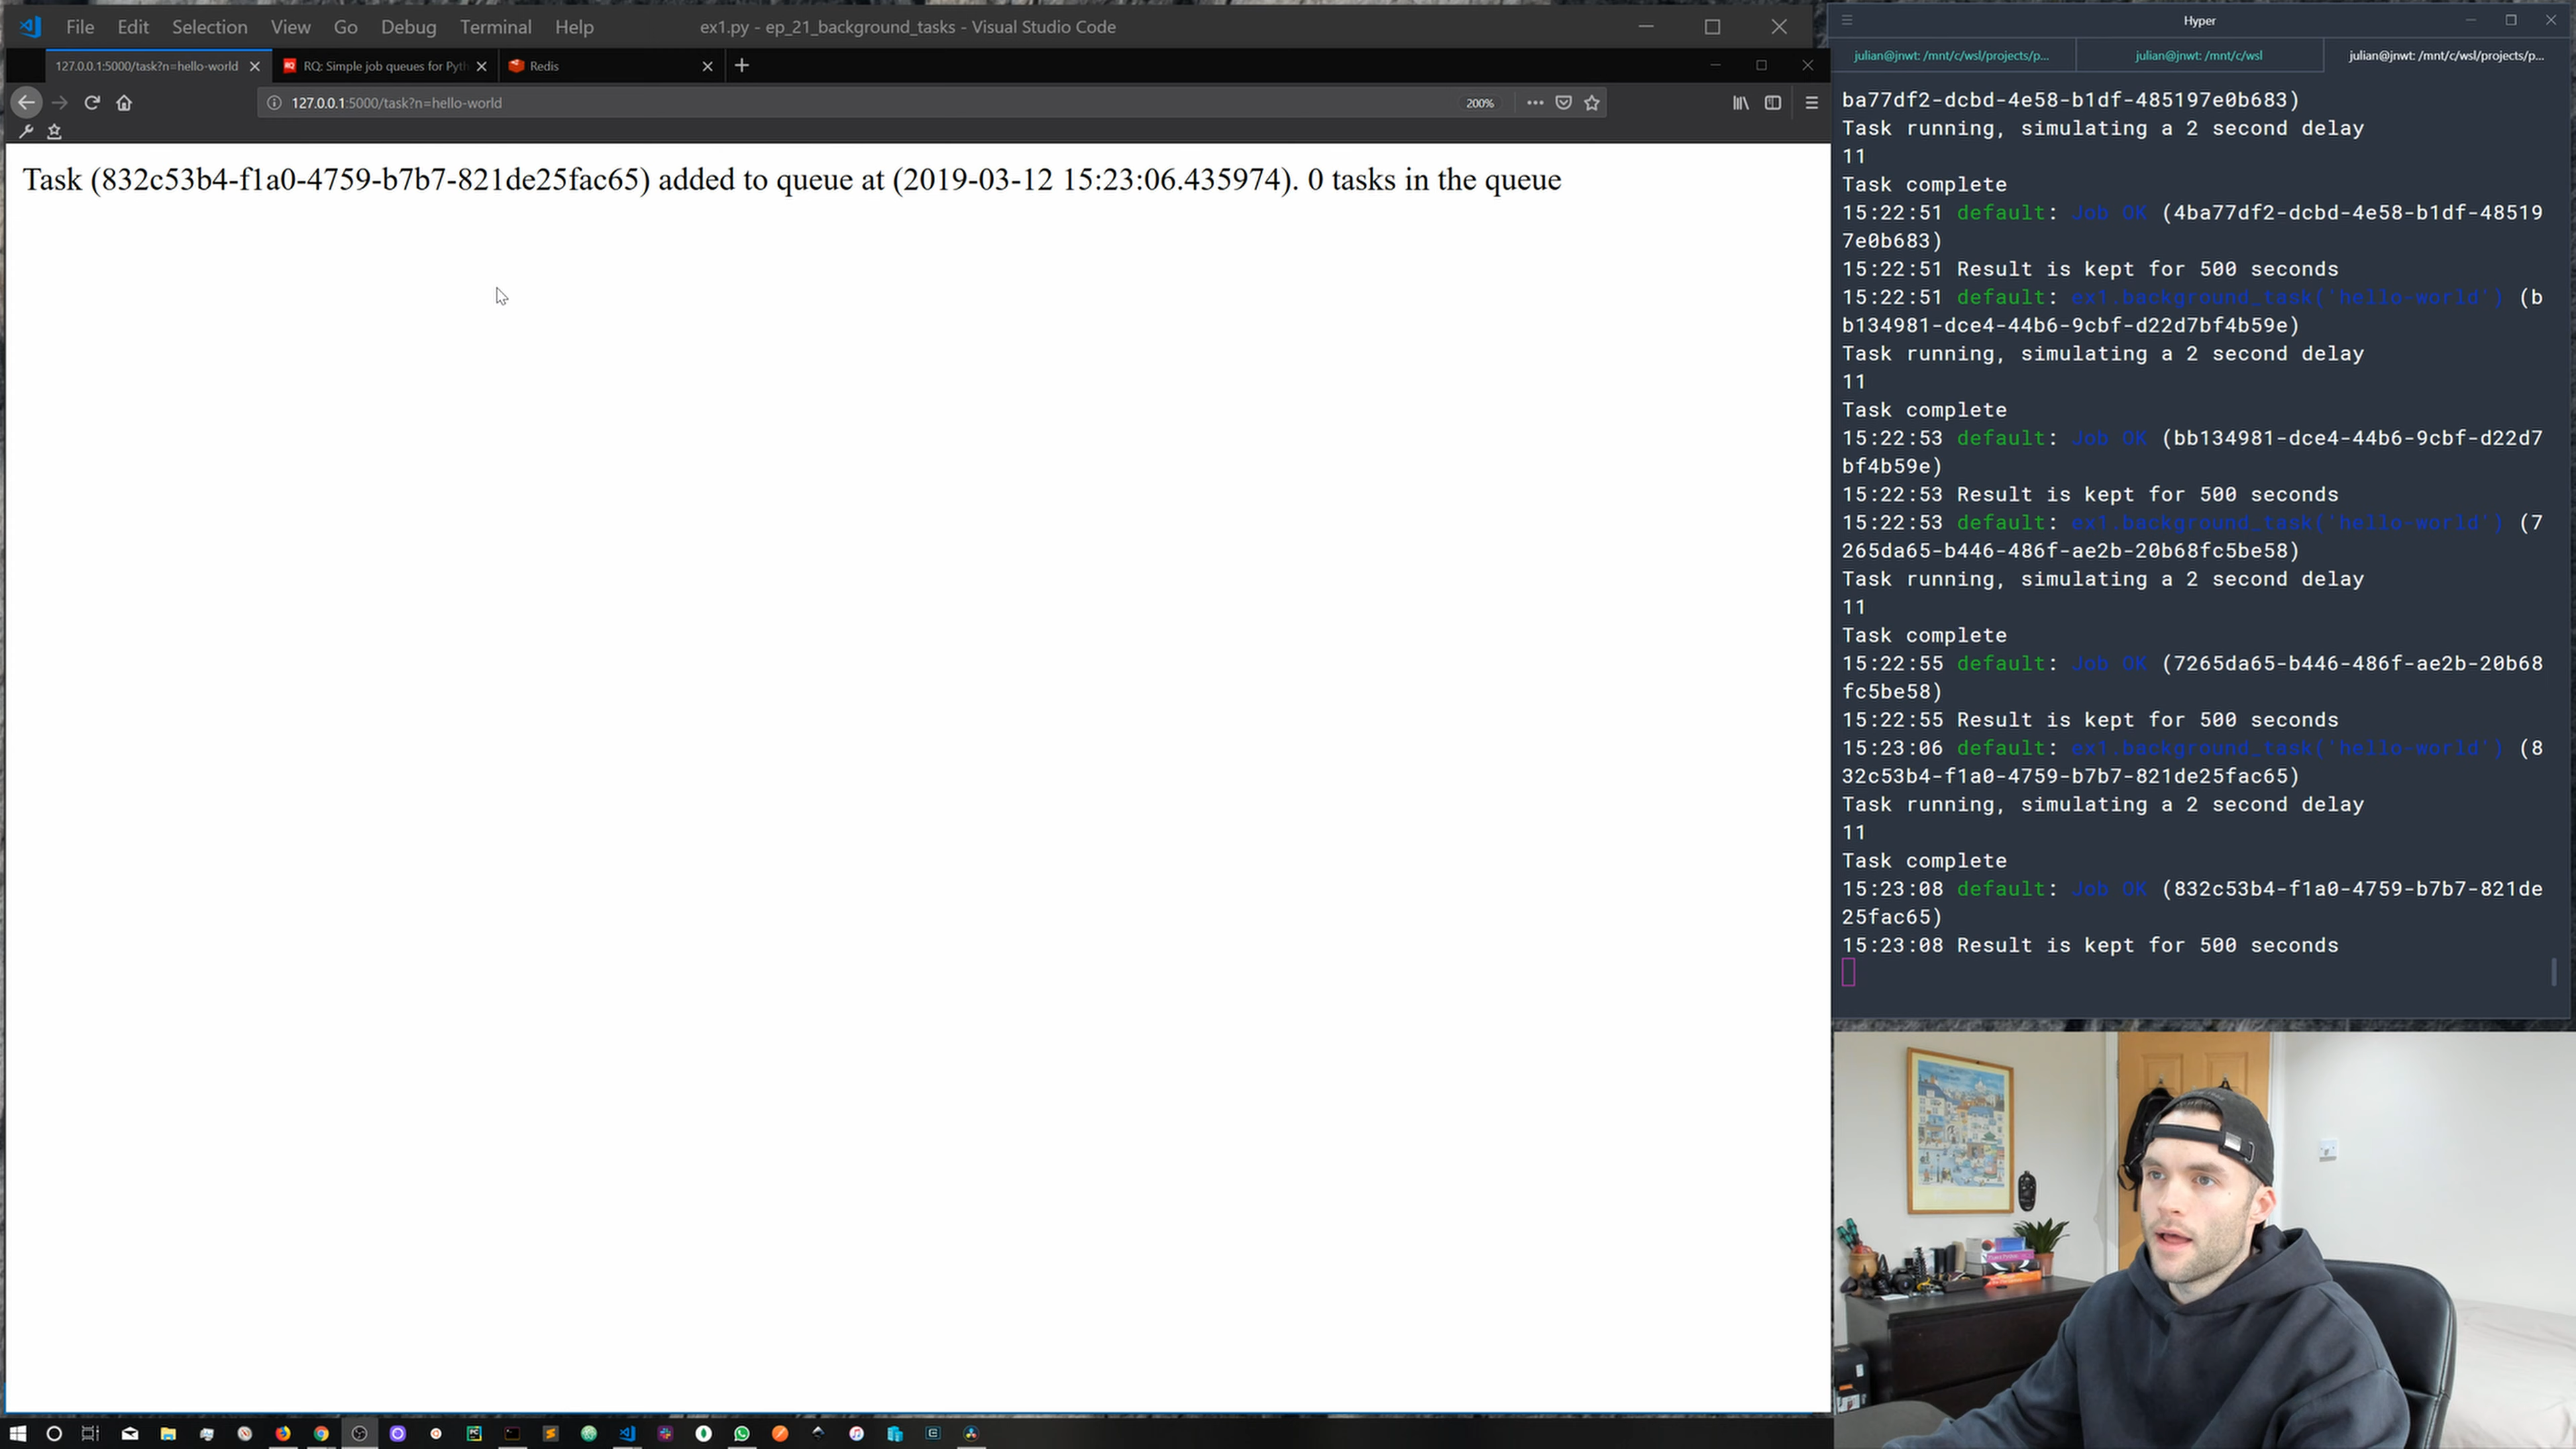 File Edit Selection View Go Debug Terminal Help
ex1.py - ep_21_background_tasks - Visual Studio Code
127.0.0.1:5000/task?n=hello-world
RQ: Simple job queues for Pyth
Redis
127.0.0.1:5000/task?n=hello-world
200%
Task (832c53b4-f1a0-4759-b7b7-821de25fac65) added to queue at (2019-03-12 15:23:06.435974). 0 tasks in the queue
Hyper
julian@jnwt: /mnt/c/wsl/projects/p...
julian@jnwt: /mnt/c/wsl
julian@jnwt: /mnt/c/wsl/projects/p...
ba77df2-dcbd-4e58-b1df-485197e0b683)
Task running, simulating a 2 second delay
11
Task complete
15:22:51 default: Job OK (4ba77df2-dcbd-4e58-b1df-48519
7e0b683)
15:22:51 Result is kept for 500 seconds
15:22:51 default: ex1.background_task('hello-world') (b
b134981-dce4-44b6-9cbf-d22d7bf4b59e)
Task running, simulating a 2 second delay
11
Task complete
15:22:53 default: Job OK (bb134981-dce4-44b6-9cbf-d22d7
bf4b59e)
15:22:53 Result is kept for 500 seconds
15:22:53 default: ex1.background_task('hello-world') (7
265da65-b446-486f-ae2b-20b68fc5be58)
Task running, simulating a 2 second delay
11
Task complete
15:22:55 default: Job OK (7265da65-b446-486f-ae2b-20b68
fc5be58)
15:22:55 Result is kept for 500 seconds
15:23:06 default: ex1.background_task('hello-world') (8
32c53b4-f1a0-4759-b7b7-821de25fac65)
Task running, simulating a 2 second delay
11
Task complete
15:23:08 default: Job OK (832c53b4-f1a0-4759-b7b7-821de
25fac65)
15:23:08 Result is kept for 500 seconds